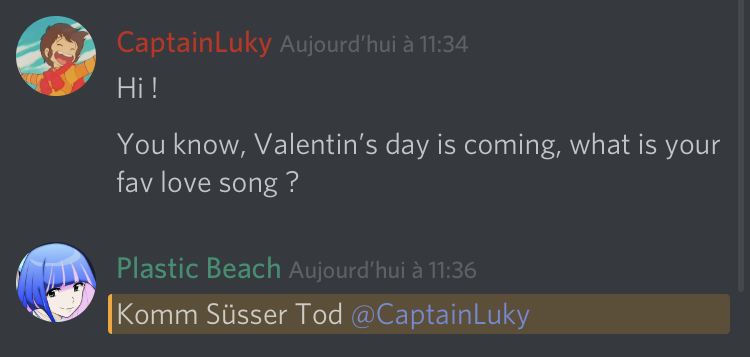 CaptainLuky Aujourd’hui à 11:34
Hi !
You know, Valentin’s day is coming, what is your
fav love song ?
Plastic Beach Aujourd’hui à 11:36
Komm Süsser Tod @CaptainLuky